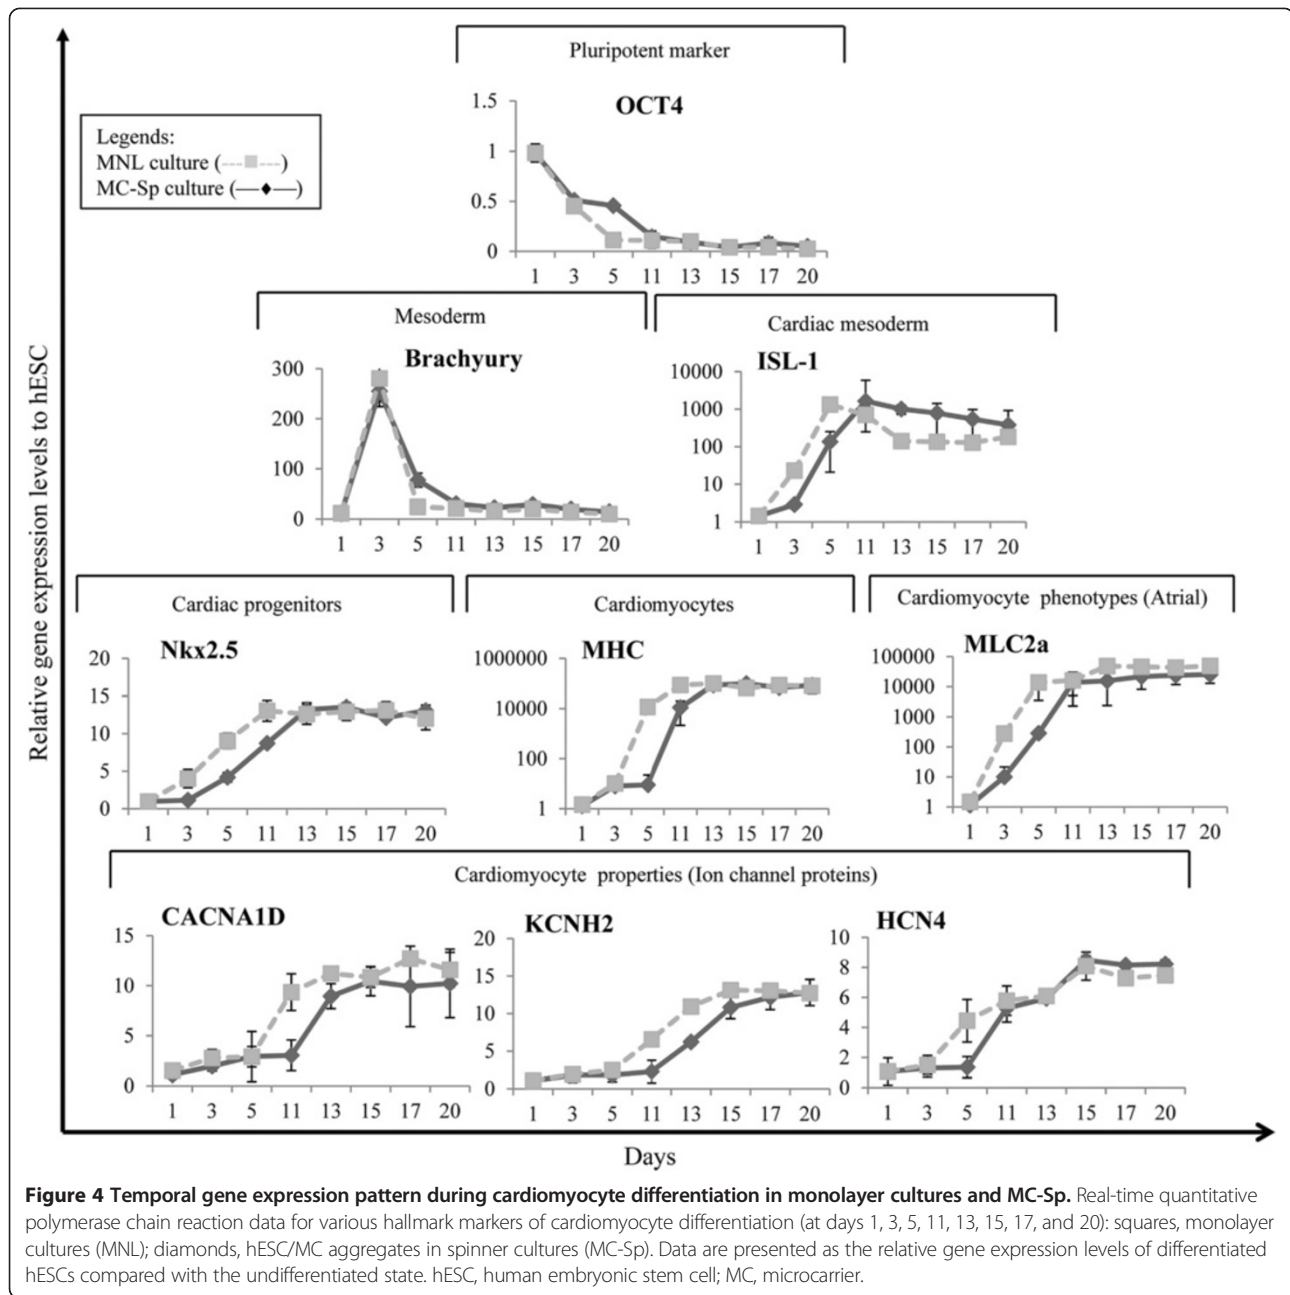 Relative gene expression levels to hESC
Legends:
MNL culture (---■---)
MC-Sp culture (—◆—)
Pluripotent marker
OCT4
1.5
1
0.5
0
1 3 5 11 13 15 17 20
Mesoderm
Brachyury
300
200
100
0
1 3 5 11 13 15 17 20
Cardiac mesoderm
ISL-1
10000
1000
100
10
1
1 3 5 11 13 15 17 20
Cardiac progenitors
Nkx2.5
20
15
10
5
0
1 3 5 11 13 15 17 20
Cardiomyocytes
MHC
1000000
10000
100
1
1 3 5 11 13 15 17 20
Cardiomyocyte phenotypes (Atrial)
MLC2a
100000
10000
1000
100
10
1
1 3 5 11 13 15 17 20
Cardiomyocyte properties (Ion channel proteins)
CACNA1D
15
10
5
0
1 3 5 11 13 15 17 20
KCNH2
20
15
10
5
0
1 3 5 11 13 15 17 20
HCN4
8
6
4
2
0
1 3 5 11 13 15 17 20
10
Days
Figure 4 Temporal gene expression pattern during cardiomyocyte differentiation in monolayer cultures and MC-Sp. Real-time quantitative
polymerase chain reaction data for various hallmark markers of cardiomyocyte differentiation (at days 1, 3, 5, 11, 13, 15, 17, and 20): squares, monolayer
cultures (MNL); diamonds, hESC/MC aggregates in spinner cultures (MC-Sp). Data are presented as the relative gene expression levels of differentiated
hESCs compared with the undifferentiated state. hESC, human embryonic stem cell; MC, microcarrier.